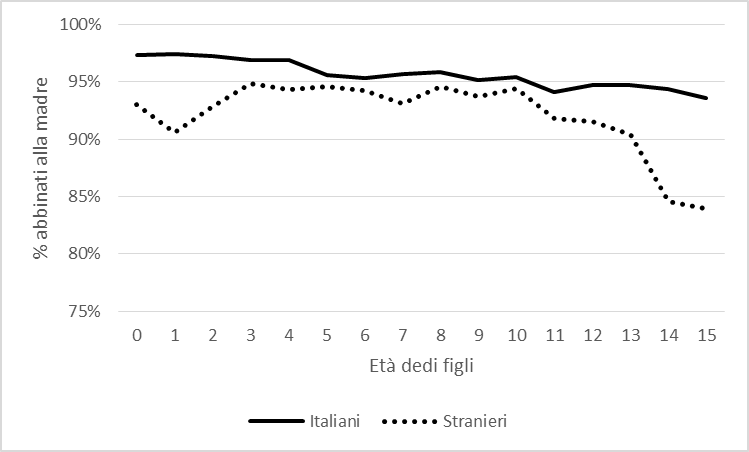 100%
95%
90%
85%
80%
75%
% abbinati alla madre
0 1 2 3 4 5 6 7 8 9 10 11 12 13 14 15
Età dedi figli
Italiani Stranieri